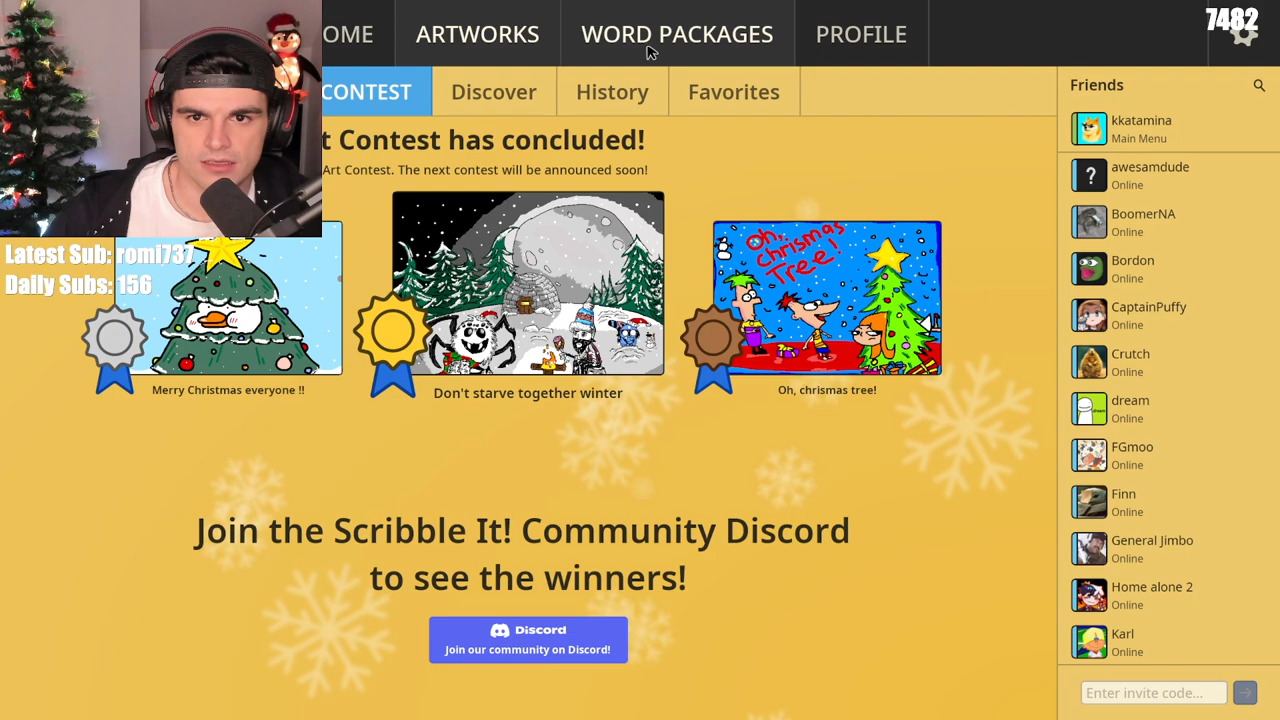 OME
ARTWORKS
WORD PACKAGES
PROFILE
7482
CONTEST
Discover
History
Favorites
t Contest has concluded!
Art Contest. The next contest will be announced soon!
Latest Sub: romi737
Daily Subs: 156
Oh,
chrismas
Tree!
Merry Christmas everyone !!
Don't starve together winter
Oh, chrismas tree!
Join the Scribble It! Community Discord
to see the winners!
Discord
Join our community on Discord!
Friends
kkatamina
Main Menu
?
awesamdude
Online
BoomerNA
Online
Bordon
Online
CaptainPuffy
Online
Crutch
Online
dream
Online
FGmoo
Online
Finn
Online
General Jimbo
Online
Home alone 2
Online
Karl
Online
Enter invite code...